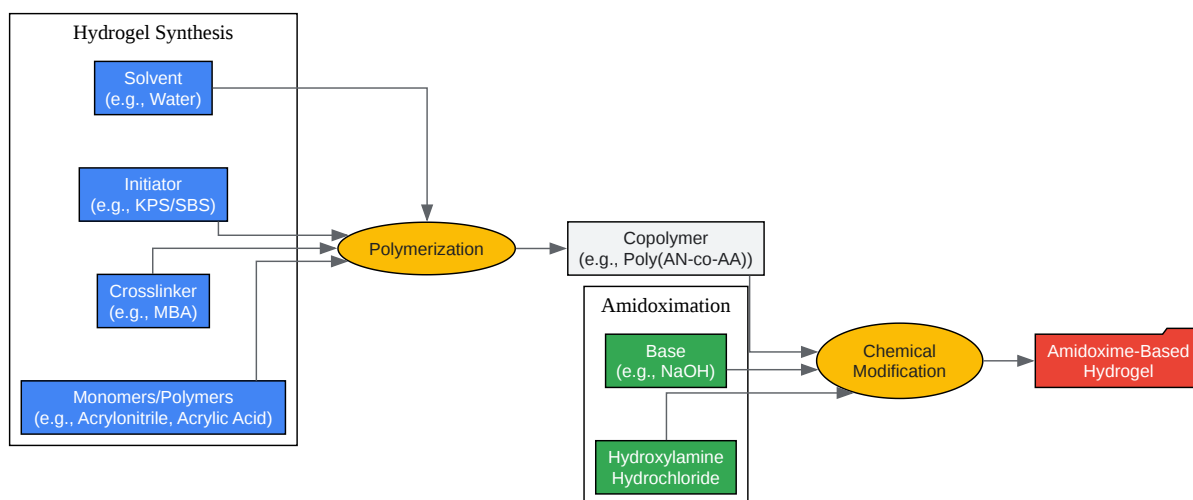 Hydrogel Synthesis
Solvent
(e.g., Water)
Initiator
(e.g., KPS/SBS)
Crosslinker
(e.g., MBA)
Monomers/Polymers
(e.g., Acrylonitrile, Acrylic Acid)
Polymerization
Copolymer
(e.g., Poly(AN-co-AA))
Amidoximation
Base
(e.g., NaOH)
Hydroxylamine
Hydrochloride
Chemical
Modification
Amidoxime-Based
Hydrogel